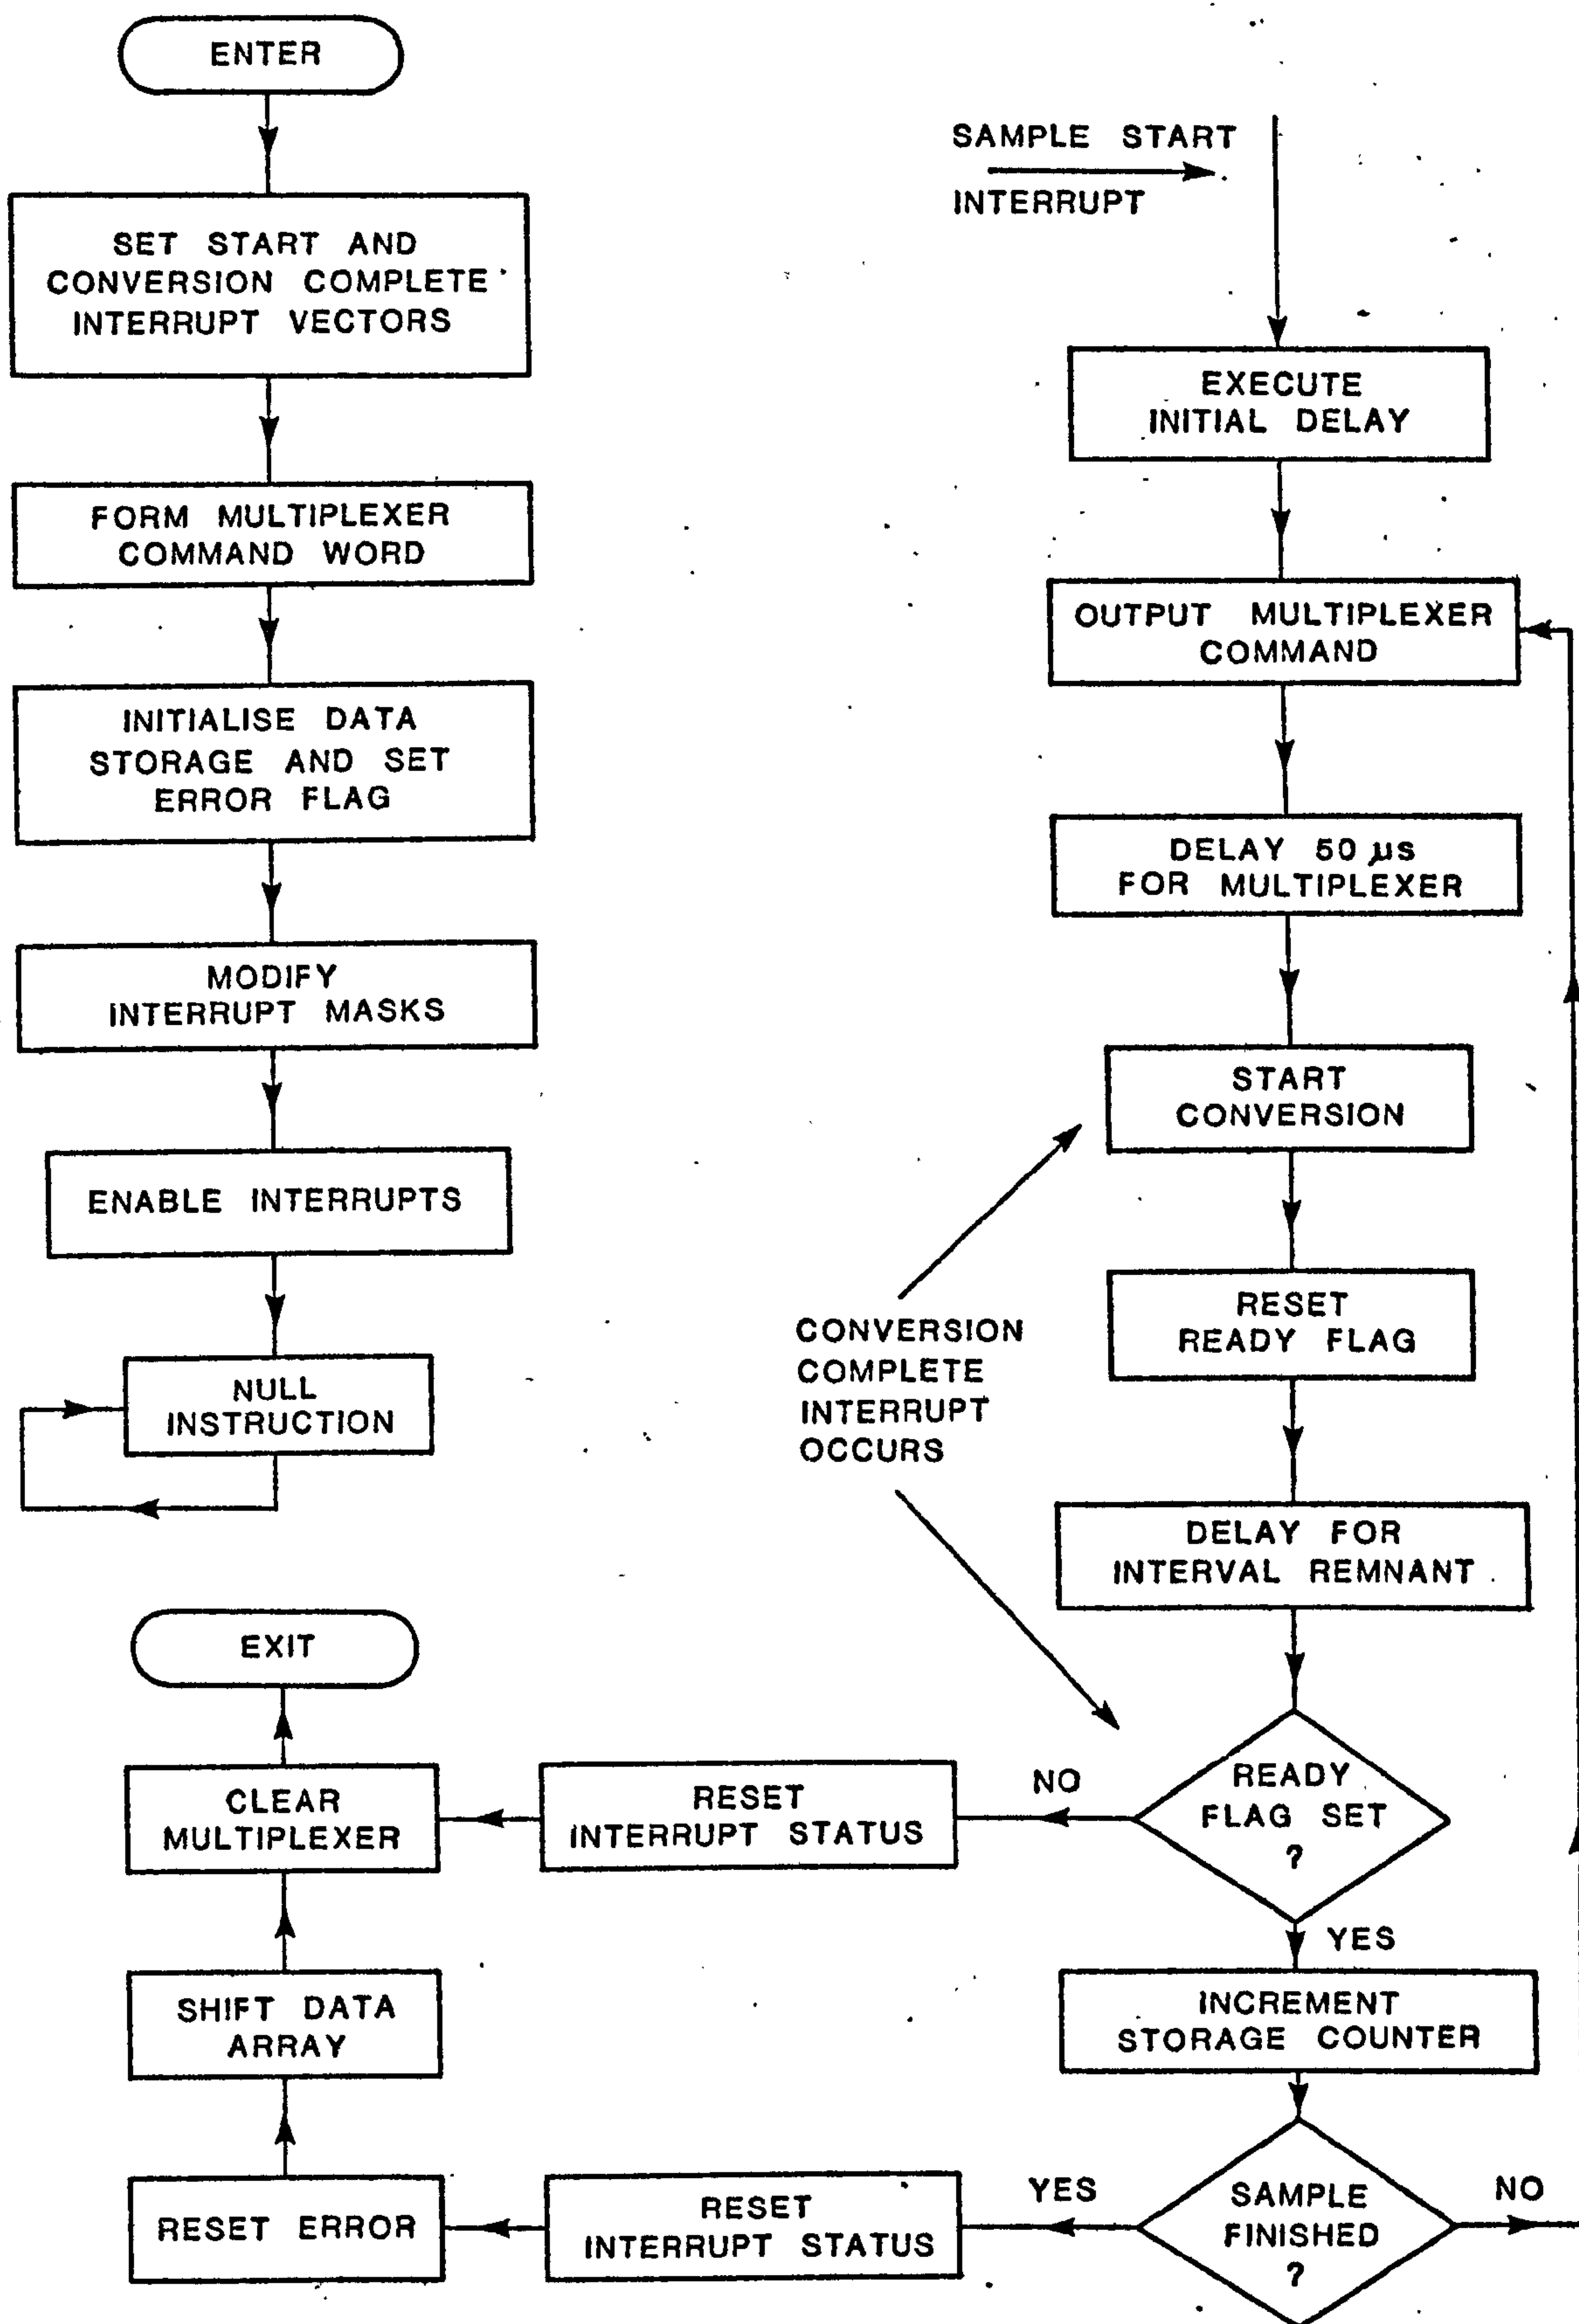 ENTER
SET START AND
CONVERSION COMPLETE
INTERRUPT VECTORS
FORM MULTIPLEXER
COMMAND WORD
INITIALISE DATA
STORAGE AND SET
ERROR FLAG
MODIFY
INTERRUPT MASKS
ENABLE INTERRUPTS
NULL
INSTRUCTION
SAMPLE START
INTERRUPT
EXECUTE
INITIAL DELAY
OUTPUT MULTIPLEXER
COMMAND
DELAY 50 µs
FOR MULTIPLEXER
START
CONVERSION
RESET
READY FLAG
CONVERSION
COMPLETE
INTERRUPT
OCCURS
DELAY FOR
INTERVAL REMNANT
READY
FLAG SET
?
NO
RESET
INTERRUPT STATUS
CLEAR
MULTIPLEXER
EXIT
YES
INCREMENT
STORAGE COUNTER
SAMPLE
FINISHED
?
NO
YES
RESET
INTERRUPT STATUS
RESET ERROR
SHIFT DATA
ARRAY